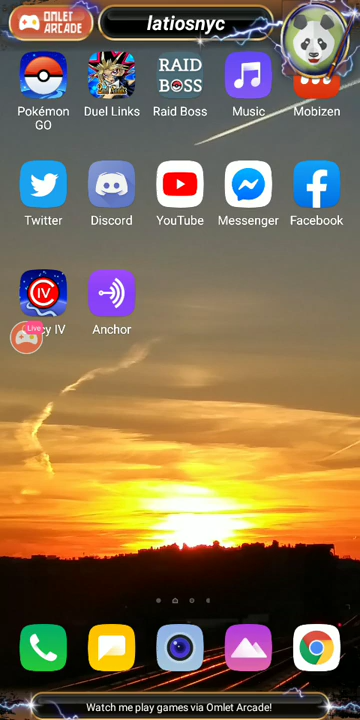 OMLET
ARCADE
latiosnyc
RAID
BOSS
Pokémon
GO
Duel Links
Raid Boss
Music
Mobizen
Twitter
Discord
YouTube
Messenger
Facebook
CIV
Live
IV
Anchor
Watch me play games via Omlet Arcade!